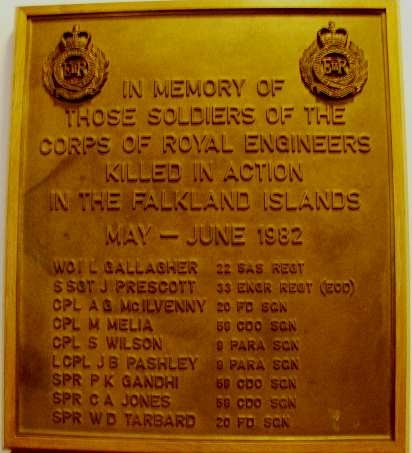 IN MEMORY OF
THOSE SOLDIERS OF THE
CORPS OF ROYAL ENGINEERS
KILLED IN ACTION
IN THE FALKLAND ISLANDS
MAY — JUNE 1982
WO1 L GALLAGHER 22 SAS REGT
S SGT J PRESCOTT 33 ENGR REGT (EOD)
CPL A G McILVENNY 20 FD SQN
CPL M MELIA 59 CDO SQN
CPL S WILSON 9 PARA SQN
LCPL J B PASHLEY 9 PARA SQN
SPR P K GANDHI 59 CDO SQN
SPR C A JONES 59 CDO SQN
SPR W D TARBARD 20 FD SQN